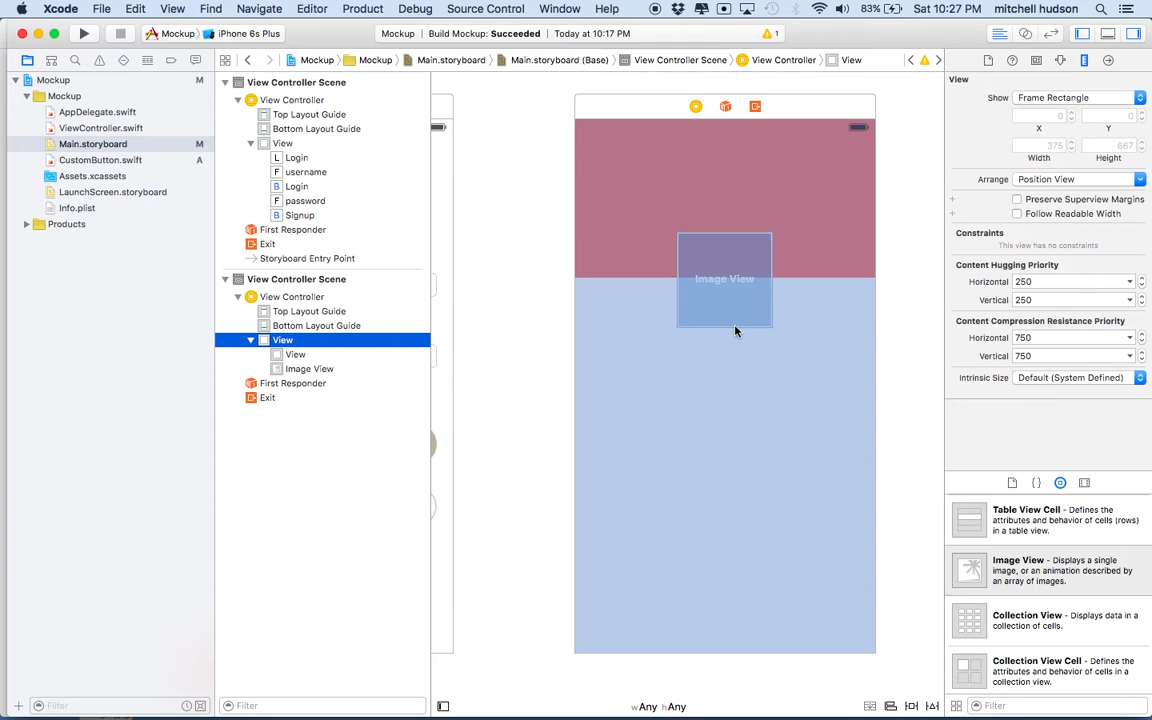 Xcode File Edit View Find Navigate Editor Product Debug Source Control Window Help 83% Sat 10:27 PM mitchell hudson
Mockup iPhone 6s Plus Mockup Build Mockup: Succeeded Today at 10:17 PM 1
Mockup Mockup Main.storyboard Main.storyboard (Base) View Controller Scene View Controller View
Mockup M
Mockup
AppDelegate.swift
ViewController.swift
Main.storyboard M
CustomButton.swift A
Assets.xcassets
LaunchScreen.storyboard
Info.plist
Products
Filter
View Controller Scene
View Controller
Top Layout Guide
Bottom Layout Guide
View
L Login
F username
B Login
F password
B Signup
First Responder
Exit
Storyboard Entry Point
View Controller Scene
View Controller
Top Layout Guide
Bottom Layout Guide
View
View
Image View
First Responder
Exit
Filter
Image View
wAny hAny
View
Show Frame Rectangle
0 0
X Y
375 667
Width Height
Arrange Position View
Preserve Superview Margins
Follow Readable Width
Constraints
This view has no constraints
Content Hugging Priority
Horizontal 250
Vertical 250
Content Compression Resistance Priority
Horizontal 750
Vertical 750
Intrinsic Size Default (System Defined)
Table View Cell - Defines the
attributes and behavior of cells (rows)
in a table view.
Image View - Displays a single
image, or an animation described by
an array of images.
Collection View - Displays data in a
collection of cells.
Collection View Cell - Defines the
attributes and behavior of cells in a
collection view.
Filter